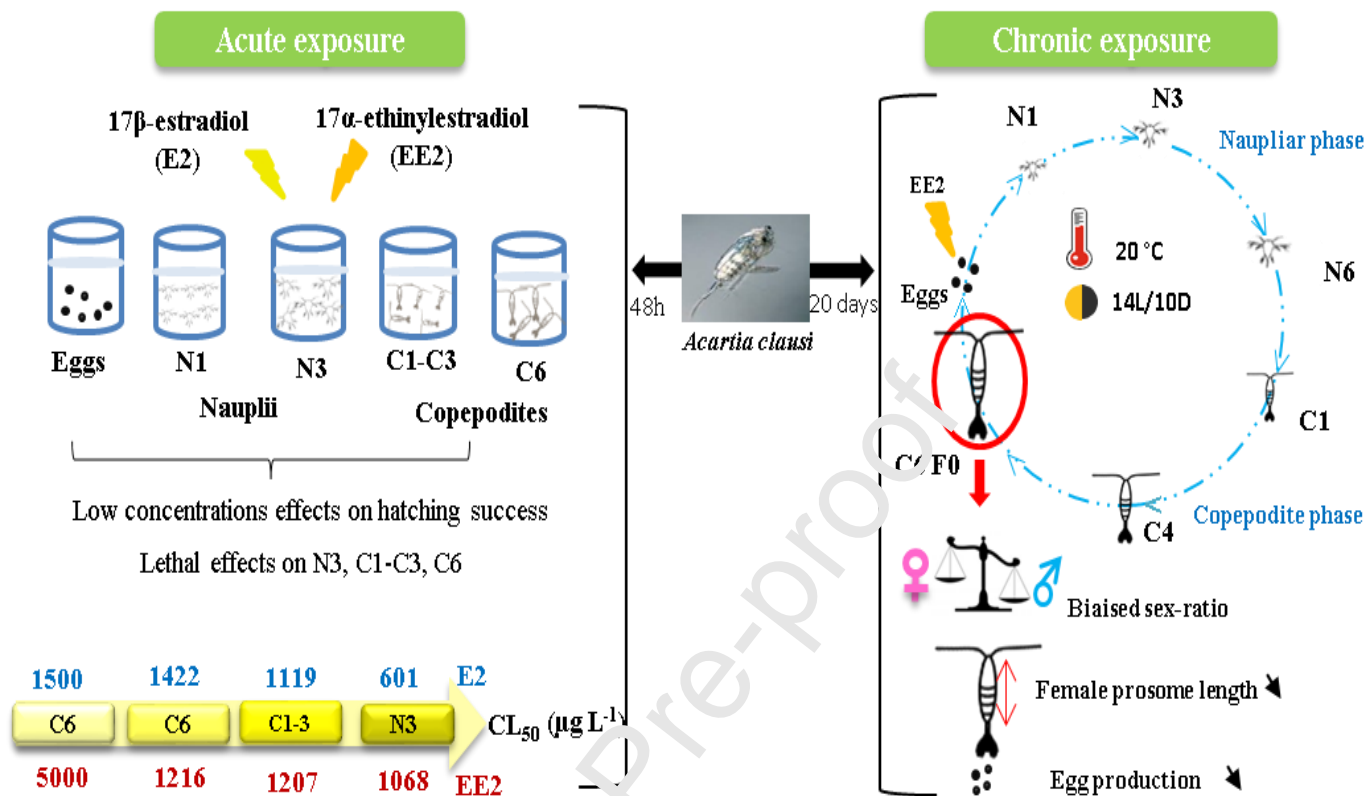 Acute exposure
17β-estradiol
(E2)
17α-ethinylestradiol
(EE2)
Eggs
N1
N3
C1-C3
C6
Nauplii
Copepodites
Low concentrations effects on hatching success
Lethal effects on N3, C1-C3, C6
1500
1422
1119
601
E2
C6
C6
C1-3
N3
CL50 (µg L-1)
5000
1216
1207
1068
EE2
48h
20 days
Acartia clausi
Chronic exposure
N1
N3
Naupliar phase
EE2
Eggs
20 °C
14L/10D
N6
C1
C4
Copepodite phase
F0
Biaised sex-ratio
Female prosome length
Egg production
Pre-proof